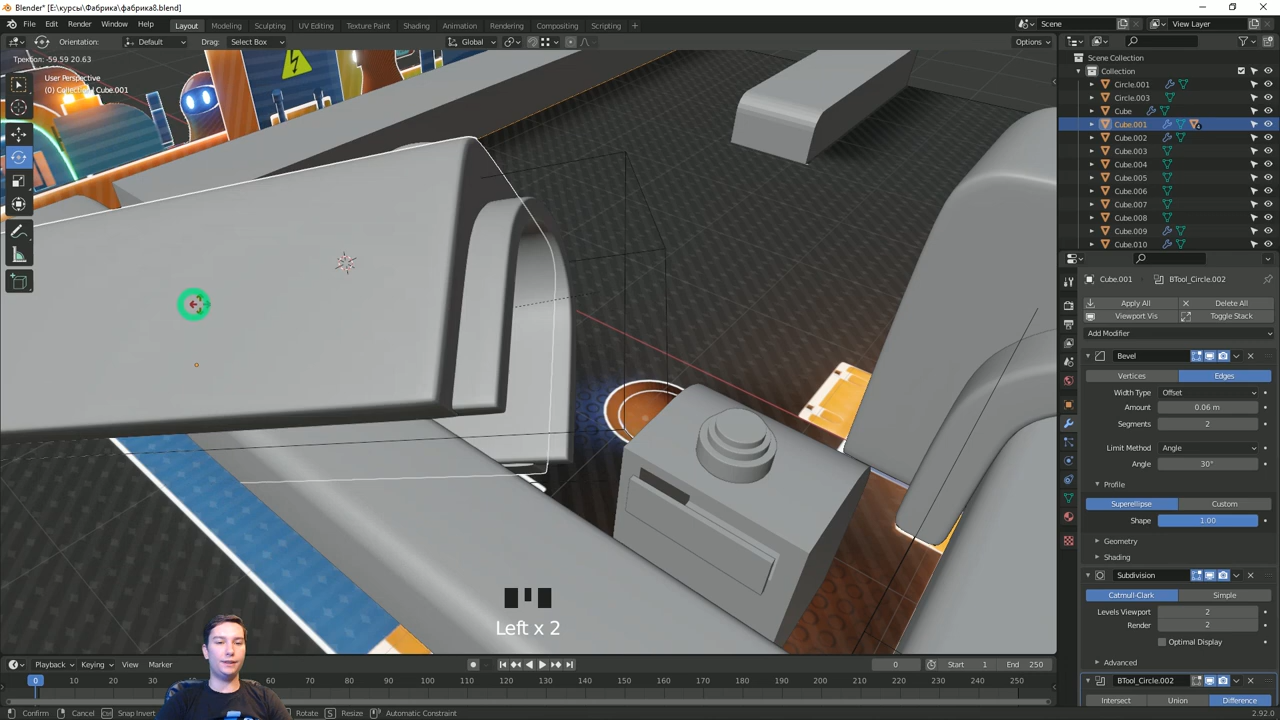 Blender* [E:\курсы\Фабрика\фабрика8.blend]
File Edit Render Window Help Layout Modeling Sculpting UV Editing Texture Paint Shading Animation Rendering Compositing Scripting + Scene View Layer
Orientation: Default Drag: Select Box Global Options
Трекбол: -59.59 20.63
User Perspective
(0) Collection | Cube.001
Scene Collection
Collection
Circle.001
Circle.003
Cube
Cube.001
Cube.002
Cube.003
Cube.004
Cube.005
Cube.006
Cube.007
Cube.008
Cube.009
Cube.010
Cube.001 BTool_Circle.002
Apply All Delete All
Viewport Vis Toggle Stack
Add Modifier
Bevel
Vertices Edges
Width Type Offset
Amount 0.06 m
Segments 2
Limit Method Angle
Angle 30°
Profile
Superellipse Custom
Shape 1.00
Geometry
Shading
Subdivision
Catmull-Clark Simple
Levels Viewport 2
Render 2
Optimal Display
Advanced
BTool_Circle.002
Intersect Union Difference
Left x 2
Playback Keying View Marker 0 Start 1 End 250
0 10 20 30 40 50 60 70 80 90 100 110 120 130 140 150 160 170 180 190 200 210 220 230 240 250
Confirm Cancel Snap Invert Rotate Resize Automatic Constraint 2.92.0